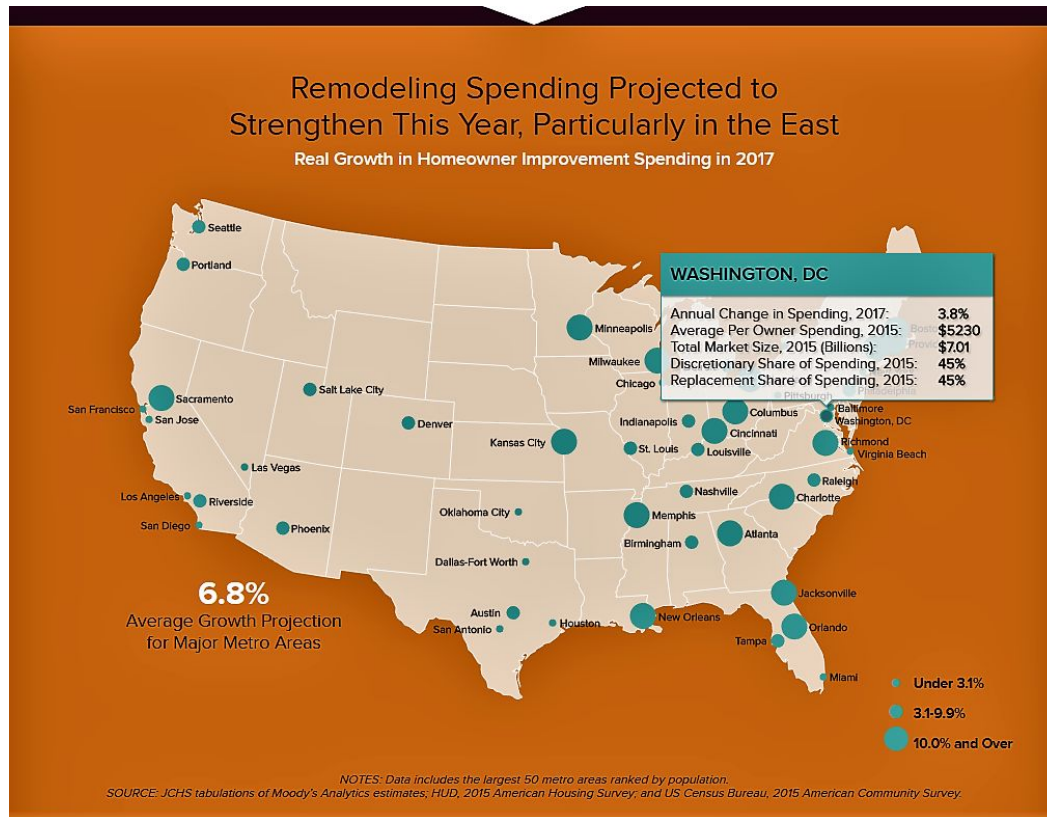 Remodeling Spending Projected to
Strengthen This Year, Particularly in the East
Real Growth in Homeowner Improvement Spending in 2017
Seattle
Portland
WASHINGTON, DC
Annual Change in Spending, 2017: 3.8%
Average Per Owner Spending, 2015: $5230
Total Market Size, 2015 (Billions): $7.01
Discretionary Share of Spending, 2015: 45%
Replacement Share of Spending, 2015: 45%
Minneapolis
Milwaukee
Chicago
Pittsburgh
Philadelphia
Salt Lake City
Sacramento
San Francisco
San Jose
Denver
Kansas City
Indianapolis
St. Louis
Columbus
Cincinnati
Louisville
Baltimore
Washington, DC
Richmond
Virginia Beach
Las Vegas
Los Angeles
Riverside
San Diego
Phoenix
Oklahoma City
Nashville
Raleigh
Charlotte
Memphis
Birmingham
Atlanta
Dallas-Fort Worth
Austin
San Antonio
Houston
New Orleans
Jacksonville
Orlando
Tampa
Miami
6.8%
Average Growth Projection
for Major Metro Areas
Under 3.1%
3.1-9.9%
10.0% and Over
NOTES: Data includes the largest 50 metro areas ranked by population.
SOURCE: JCHS tabulations of Moody's Analytics estimates; HUD, 2015 American Housing Survey; and US Census Bureau, 2015 American Community Survey.